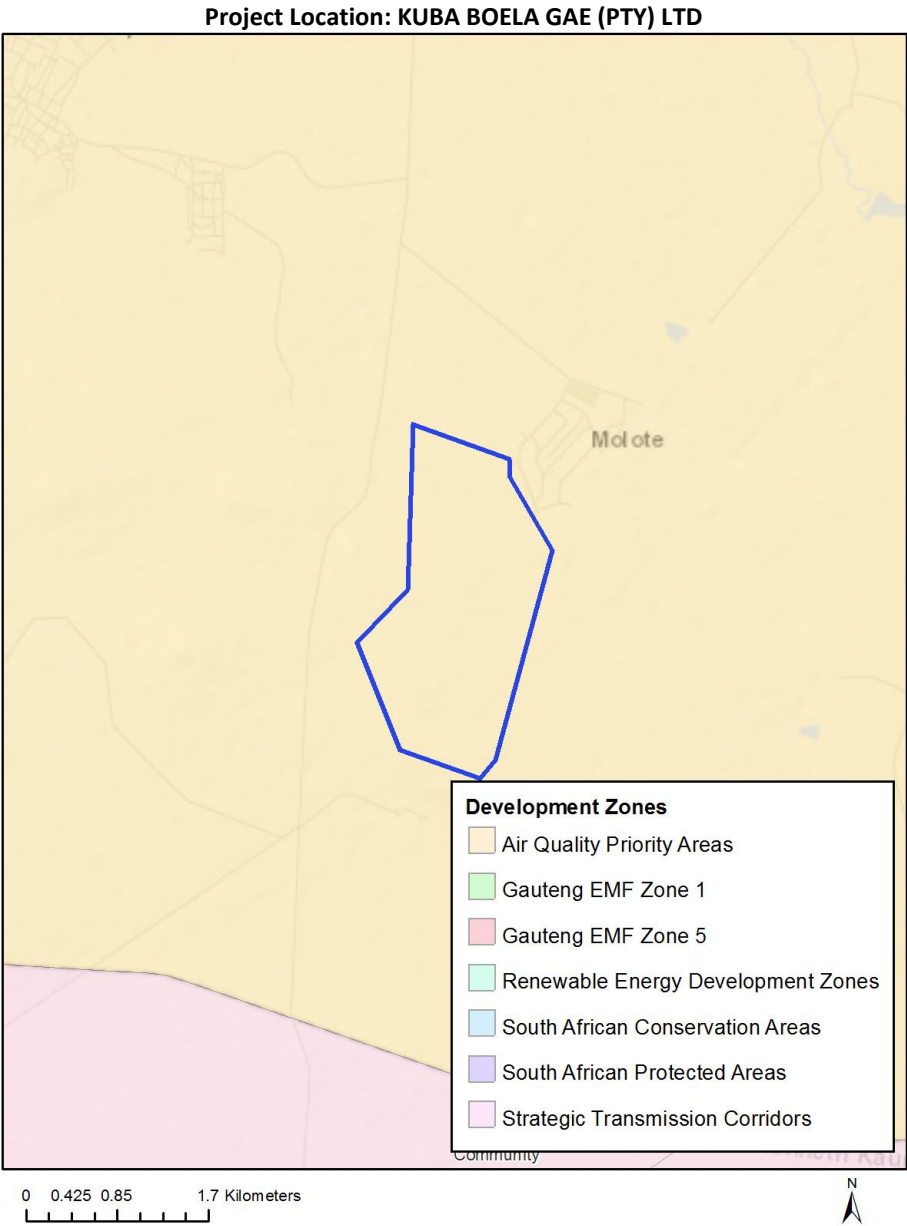 Project Location: KUBA BOELA GAE (PTY) LTD
Molote
Development Zones
Air Quality Priority Areas
Gauteng EMF Zone 1
Gauteng EMF Zone 5
Renewable Energy Development Zones
South African Conservation Areas
South African Protected Areas
Strategic Transmission Corridors
Community
0 0.425 0.85 1.7 Kilometers
N